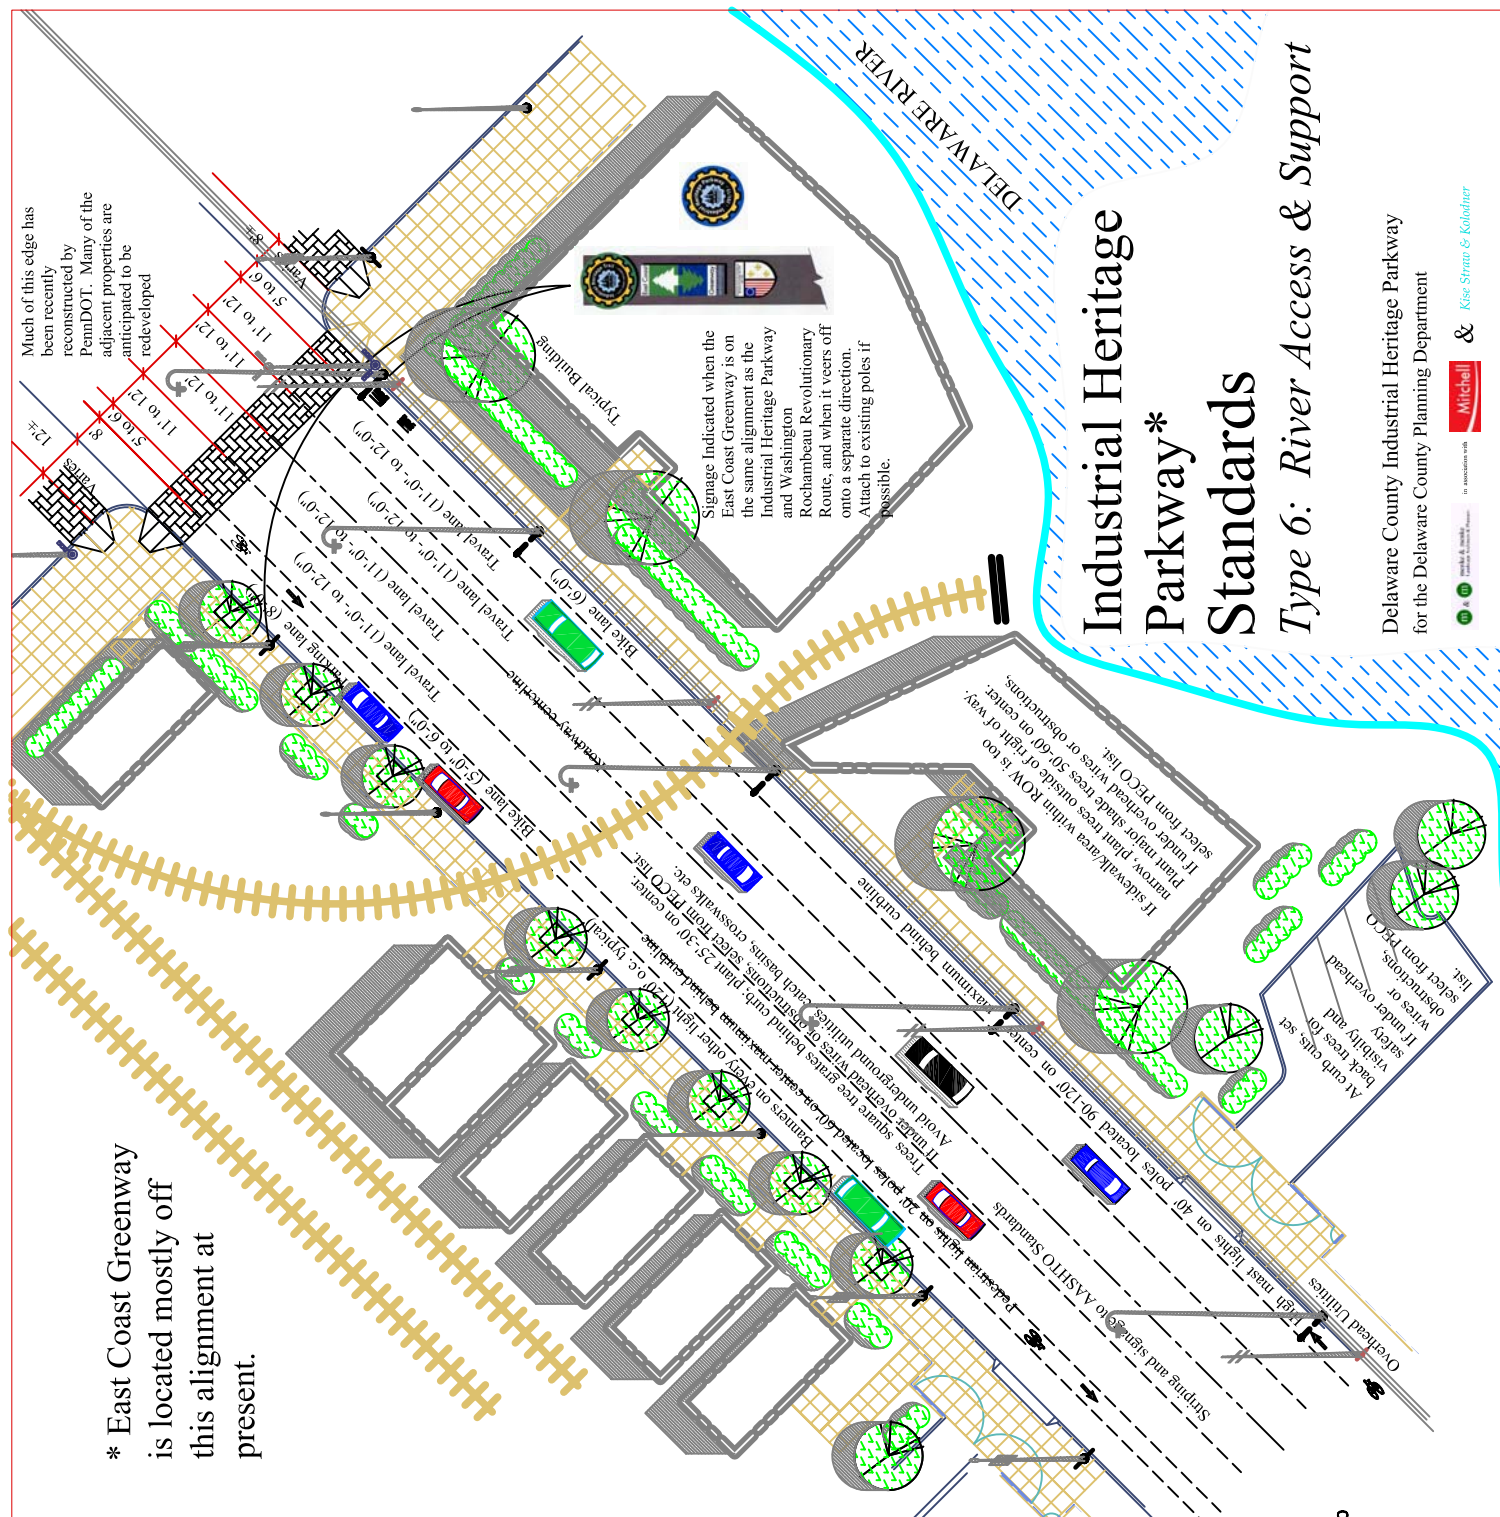 Industrial Heritage
Parkway*
Standards
Type 6: River Access & Support
Delaware County Industrial Heritage Parkway
for the Delaware County Planning Department
in association with
Mitchell
&
Kise Straw & Kolodner
DELAWARE RIVER
* East Coast Greenway
is located mostly off
this alignment at
present.
Much of this edge has
been recently
reconstructed by
PennDOT. Many of the
adjacent properties are
anticipated to be
redeveloped
Varies
12'±
8'
5' to 6'
11' to 12'
11' to 12'
11' to 12'
11' to 12'
5' to 6'
Varies
8'±
Typical Building
Signage Indicated when the
East Coast Greenway is on
the same alignment as the
Industrial Heritage Parkway
and Washington
Rochambeau Revolutionary
Route, and when it veers off
onto a separate direction.
Attach to existing poles if
possible.
Parking lane (8'-0")
Bike lane (5'-0" to 6'-0")
Travel lane (11'-0" to 12'-0")
Travel lane (11'-0" to 12'-0")
Roadway centerline
Travel lane (11'-0" to 12'-0")
Travel lane (11'-0" to 12'-0")
Bike lane (6'-0")
If sidewalk/area within ROW is too
narrow, plant trees outside of right of way.
Plant major shade trees 50'-60' on center.
If under overhead wires or obstructions,
select from PECO list.
At curb cuts, set
back trees for
visibility and
safety
If under overhead
wires or
obstructions,
select from PECO
list.
Trees in square tree grates behind curb, plant 25'-30' on center.
If under overhead wires or obstructions, select from PECO list.
Avoid underground utilities, catch basins, crosswalks etc.
Banners on every other light (120' o.c. typical)
Pedestrian lights on 20' poles located 60' on center maximum behind curbline
High mast lights on 40' poles located 90-120' on center maximum behind curbline
Striping and signage to AASHTO Standards
Overhead Utilities